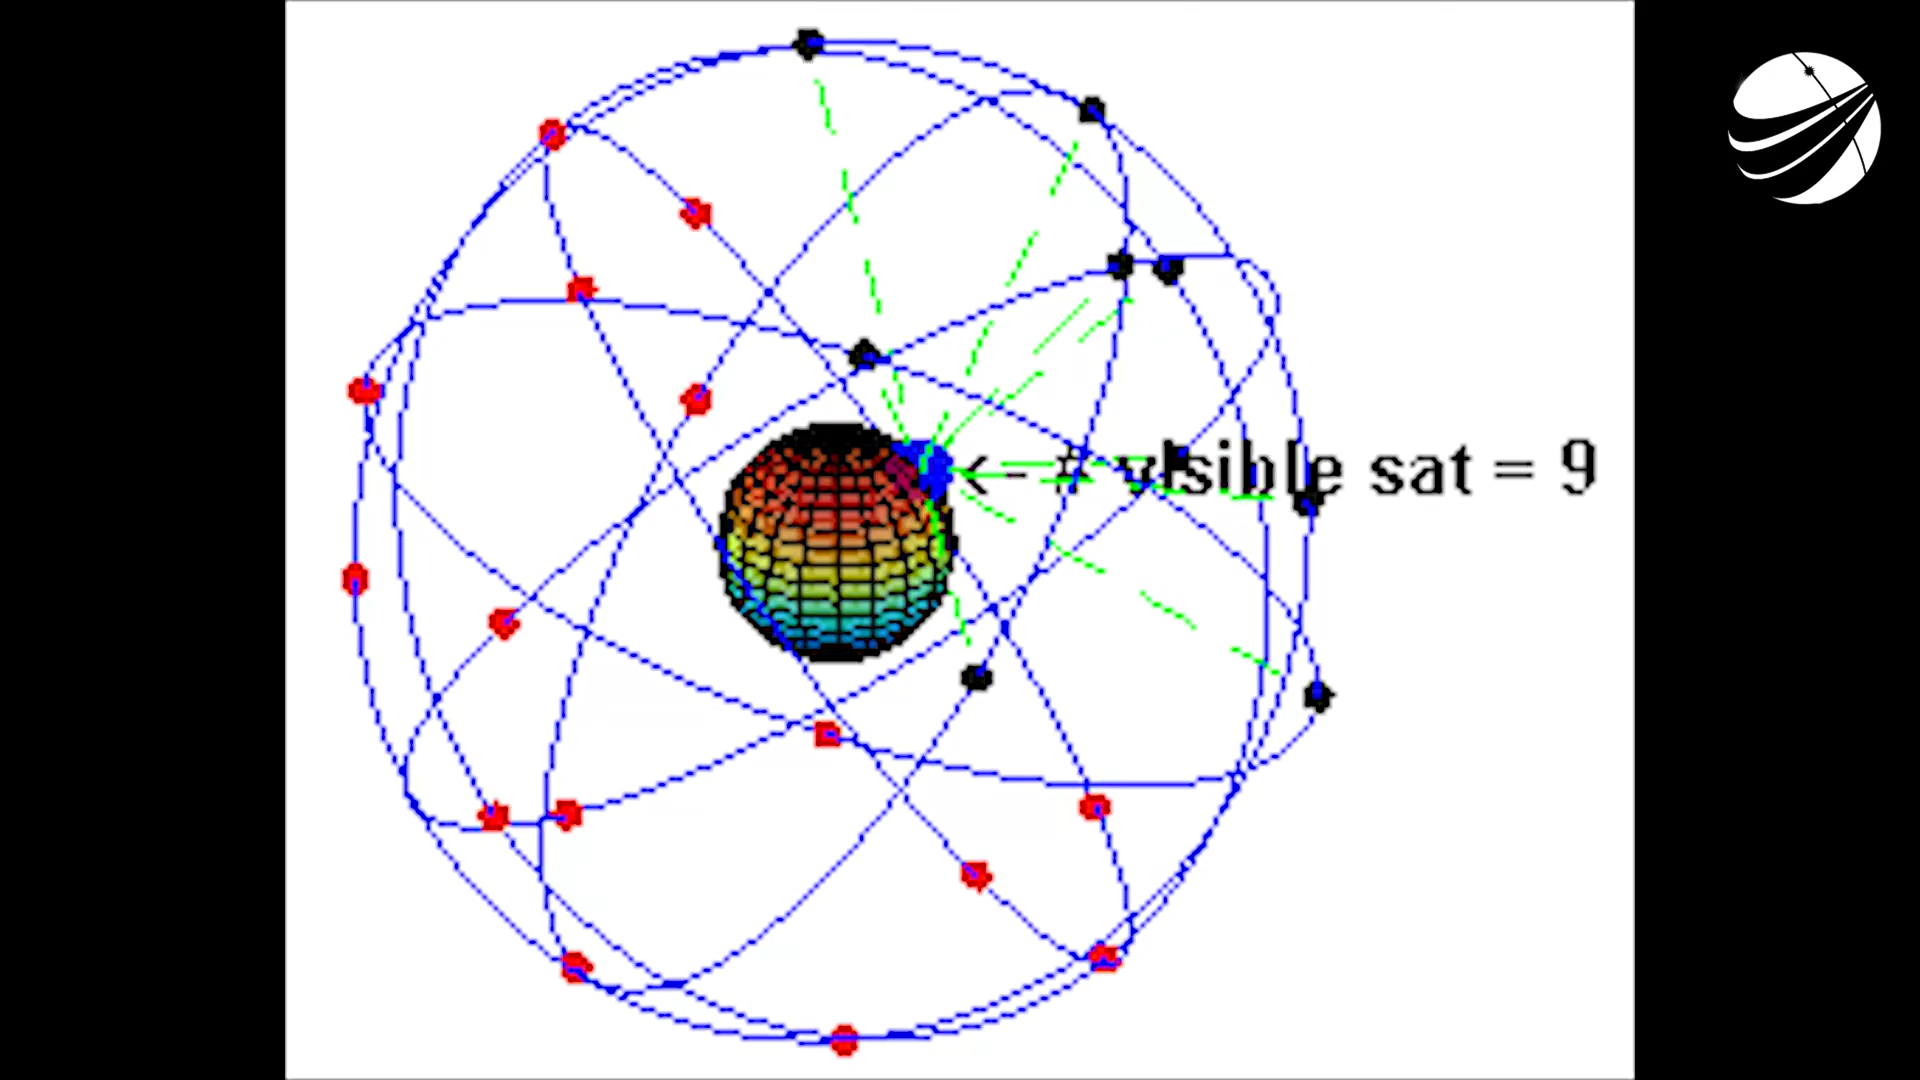 <- # visible sat = 9